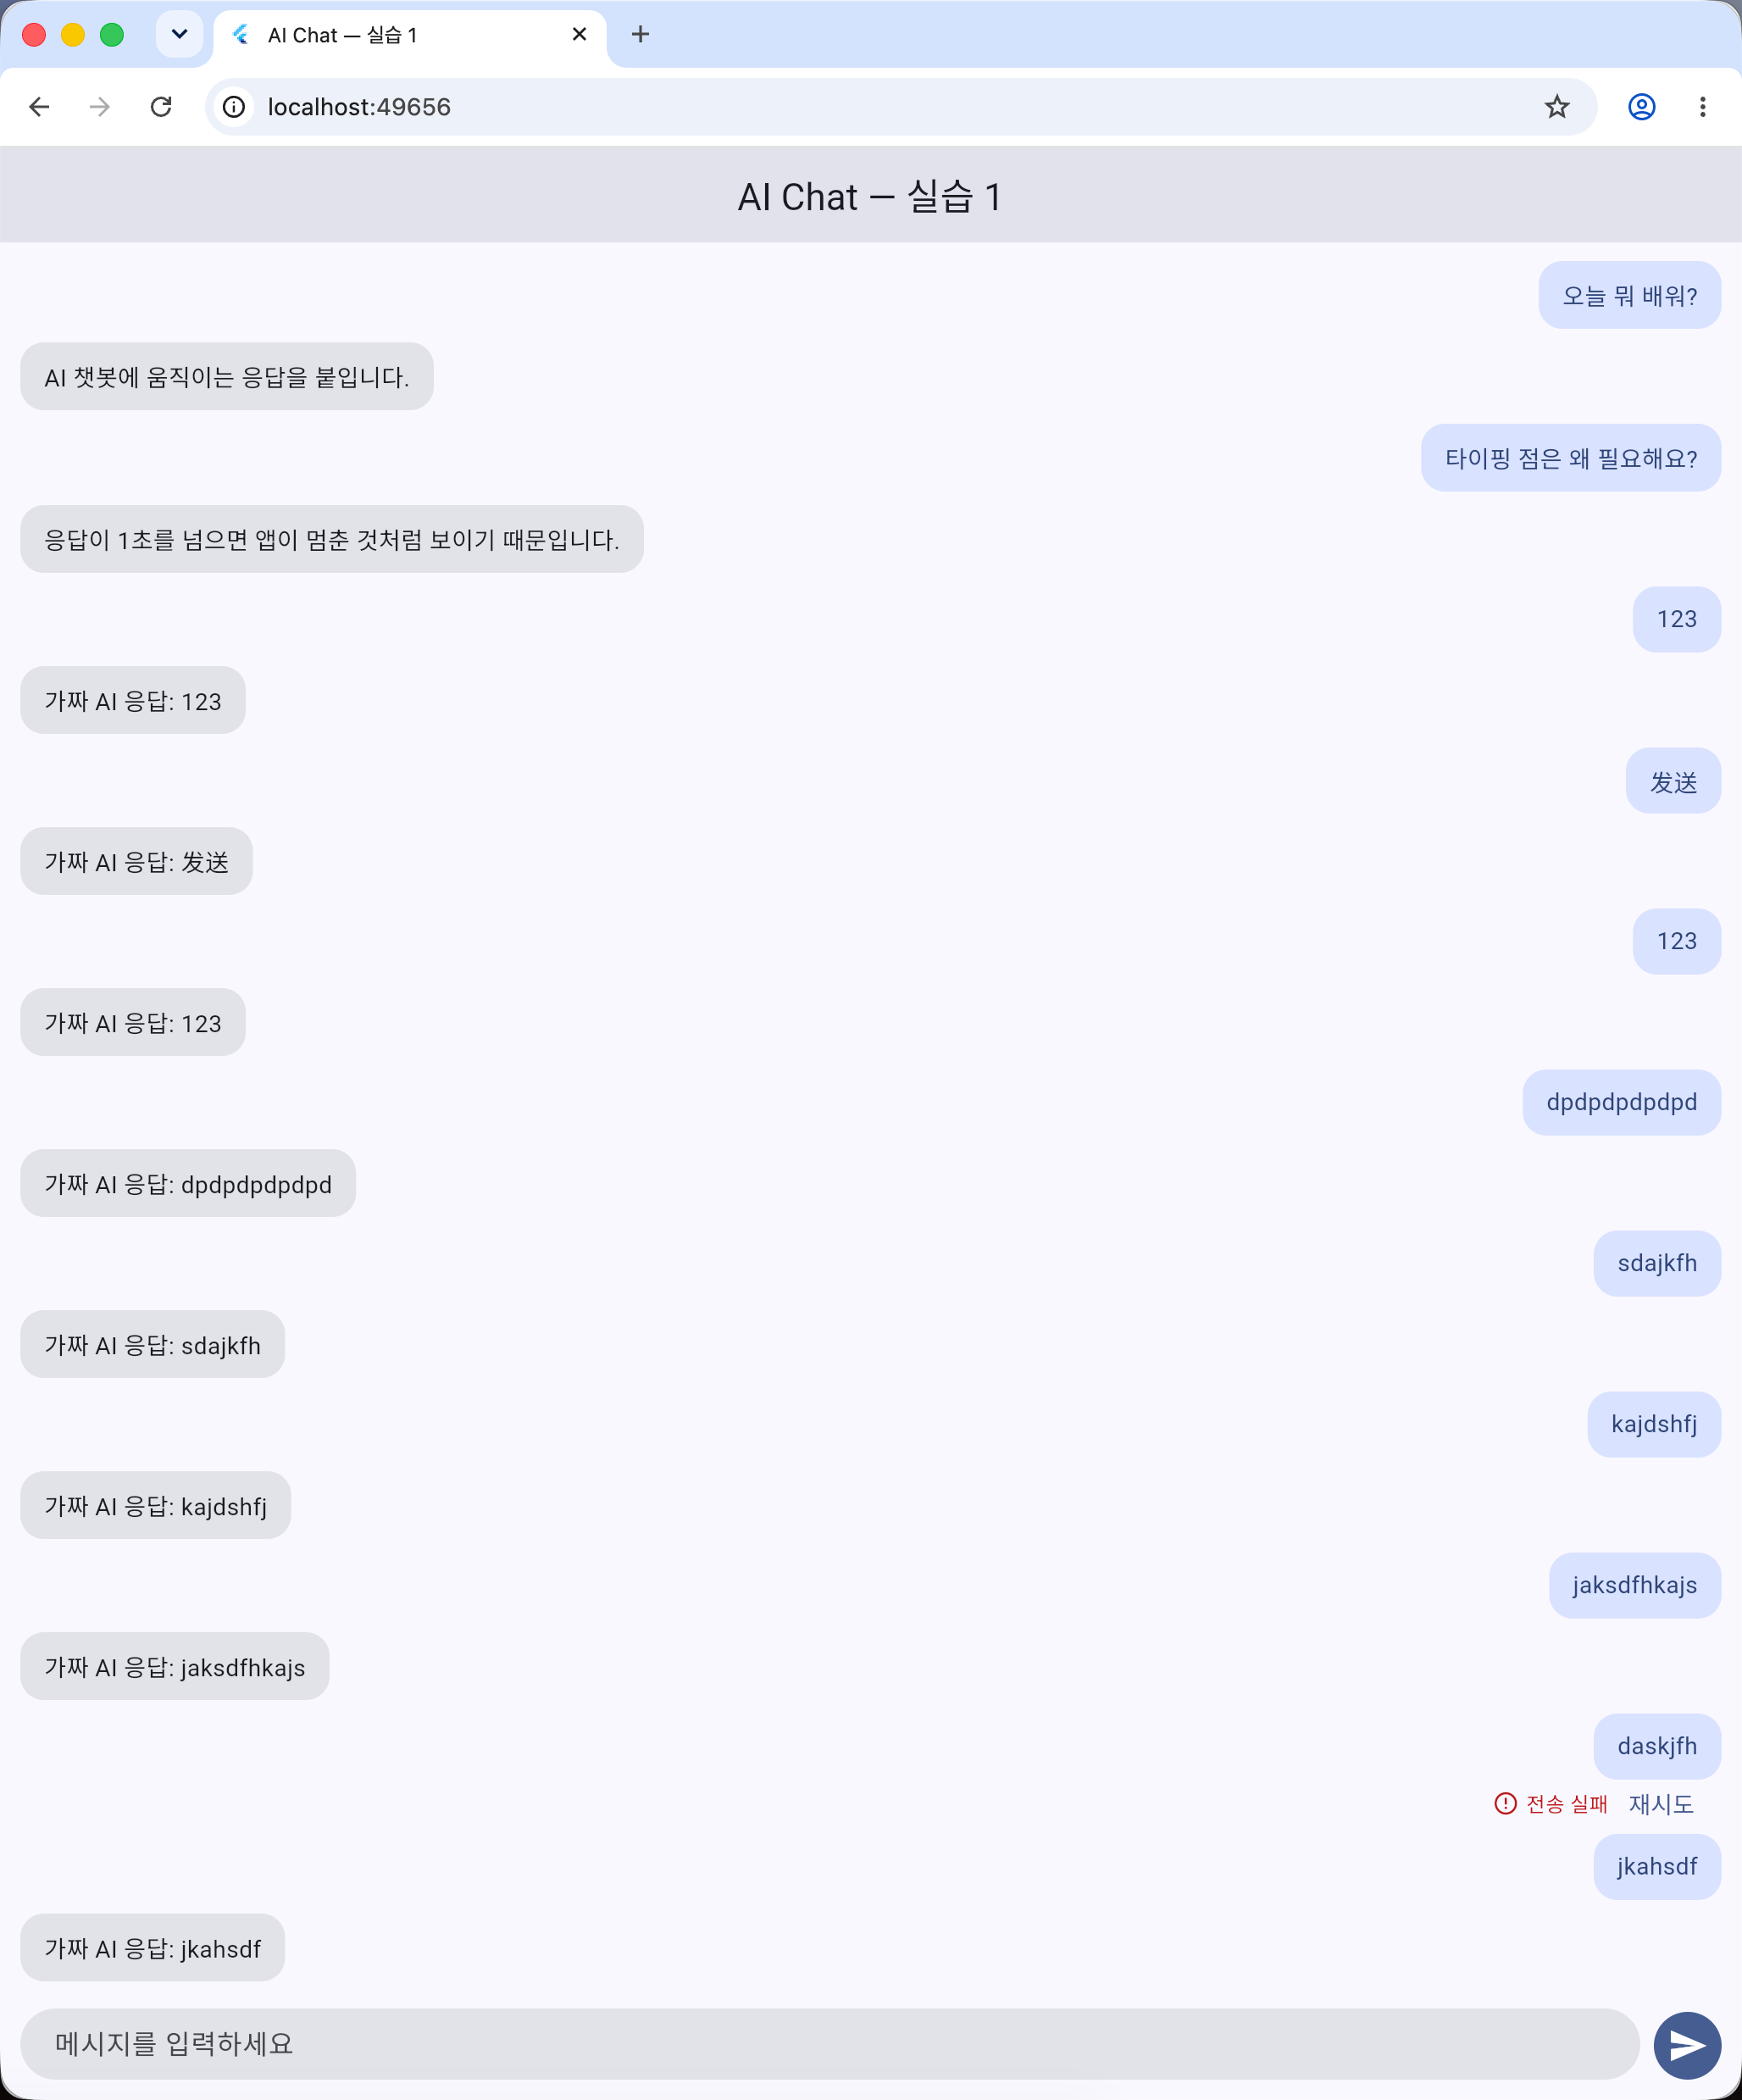 AI Chat — 실습 1
localhost:49656
AI Chat — 실습 1
오늘 뭐 배워?
AI 챗봇에 움직이는 응답을 붙입니다.
타이핑 점은 왜 필요해요?
응답이 1초를 넘으면 앱이 멈춘 것처럼 보이기 때문입니다.
123
가짜 AI 응답: 123
发送
가짜 AI 응답: 发送
123
가짜 AI 응답: 123
dpdpdpdpdpd
가짜 AI 응답: dpdpdpdpdpd
sdajkfh
가짜 AI 응답: sdajkfh
kajdshfj
가짜 AI 응답: kajdshfj
jaksdfhkajs
가짜 AI 응답: jaksdfhkajs
daskjfh
전송 실패 재시도
jkahsdf
가짜 AI 응답: jkahsdf
메시지를 입력하세요